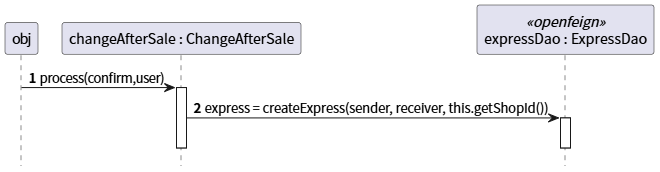 obj
changeAfterSale : ChangeAfterSale
«openfeign»
expressDao : ExpressDao
1 process(confirm,user)
2 express = createExpress(sender, receiver, this.getShopId())